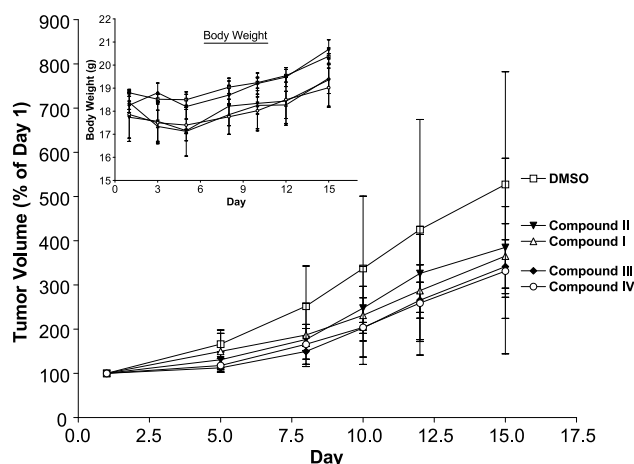 900
800
700
600
500
400
300
200
100
0
Tumor Volume (% of Day 1)
0.0 2.5 5.0 7.5 10.0 12.5 15.0 17.5
Day
DMSO
Compound II
Compound I
Compound III
Compound IV
Body Weight
22
21
20
19
18
17
16
15
Body Weight (g)
0 3 6 9 12 15
Day